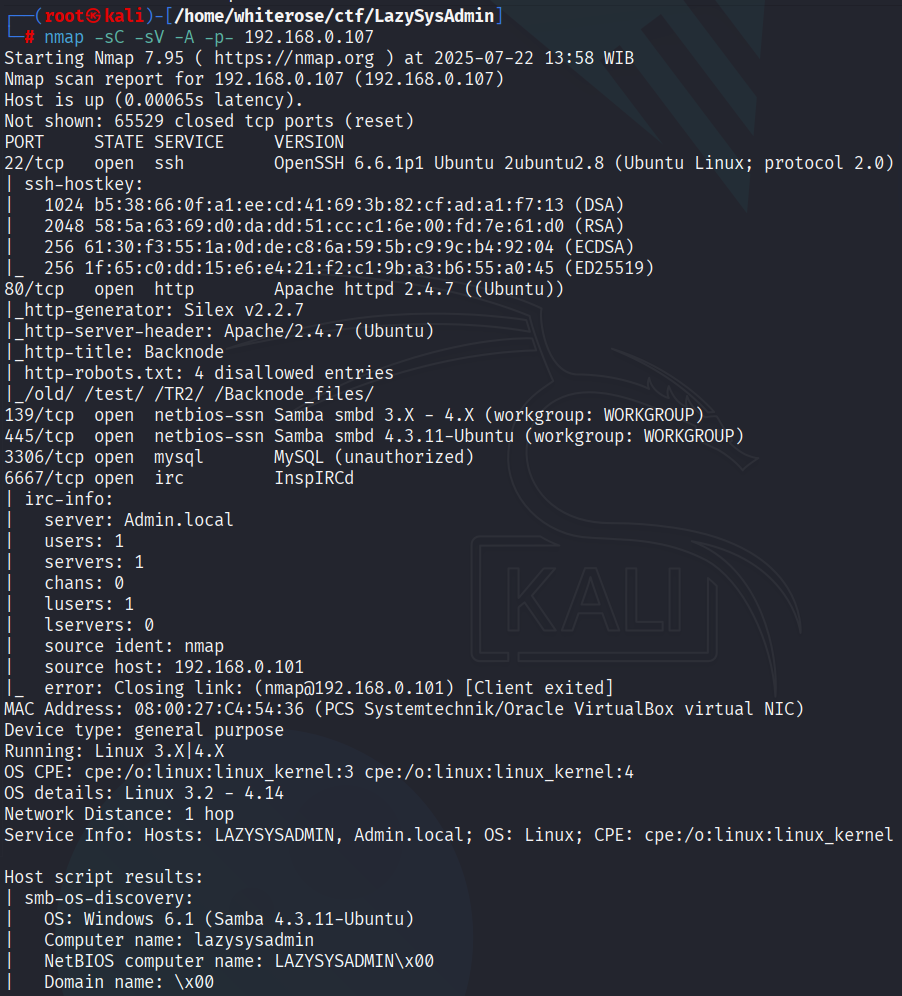 ┌──(root㉿kali)-[/home/whiterose/ctf/LazySysAdmin]
└─# nmap -sC -sV -A -p- 192.168.0.107
Starting Nmap 7.95 ( https://nmap.org ) at 2025-07-22 13:58 WIB
Nmap scan report for 192.168.0.107 (192.168.0.107)
Host is up (0.00065s latency).
Not shown: 65529 closed tcp ports (reset)
PORT     STATE SERVICE     VERSION
22/tcp   open  ssh         OpenSSH 6.6.1p1 Ubuntu 2ubuntu2.8 (Ubuntu Linux; protocol 2.0)
| ssh-hostkey:
|   1024 b5:38:66:0f:a1:ee:cd:41:69:3b:82:cf:ad:a1:f7:13 (DSA)
|   2048 58:5a:63:69:d0:da:dd:51:cc:c1:6e:00:fd:7e:61:d0 (RSA)
|   256 61:30:f3:55:1a:0d:de:c8:6a:59:5b:c9:9c:b4:92:04 (ECDSA)
|_  256 1f:65:c0:dd:15:e6:e4:21:f2:c1:9b:a3:b6:55:a0:45 (ED25519)
80/tcp   open  http        Apache httpd 2.4.7 ((Ubuntu))
|_http-generator: Silex v2.2.7
|_http-server-header: Apache/2.4.7 (Ubuntu)
|_http-title: Backnode
| http-robots.txt: 4 disallowed entries
|_/old/ /test/ /TR2/ /Backnode_files/
139/tcp  open  netbios-ssn Samba smbd 3.X - 4.X (workgroup: WORKGROUP)
445/tcp  open  netbios-ssn Samba smbd 4.3.11-Ubuntu (workgroup: WORKGROUP)
3306/tcp open  mysql       MySQL (unauthorized)
6667/tcp open  irc         InspIRCd
| irc-info:
|   server: Admin.local
|   users: 1
|   servers: 1
|   chans: 0
|   lusers: 1
|   lservers: 0
|   source ident: nmap
|   source host: 192.168.0.101
|_  error: Closing link: (nmap@192.168.0.101) [Client exited]
MAC Address: 08:00:27:C4:54:36 (PCS Systemtechnik/Oracle VirtualBox virtual NIC)
Device type: general purpose
Running: Linux 3.X|4.X
OS CPE: cpe:/o:linux:linux_kernel:3 cpe:/o:linux:linux_kernel:4
OS details: Linux 3.2 - 4.14
Network Distance: 1 hop
Service Info: Hosts: LAZYSYSADMIN, Admin.local; OS: Linux; CPE: cpe:/o:linux:linux_kernel
Host script results:
| smb-os-discovery:
|   OS: Windows 6.1 (Samba 4.3.11-Ubuntu)
|   Computer name: lazysysadmin
|   NetBIOS computer name: LAZYSYSADMIN\x00
|   Domain name: \x00
KALI